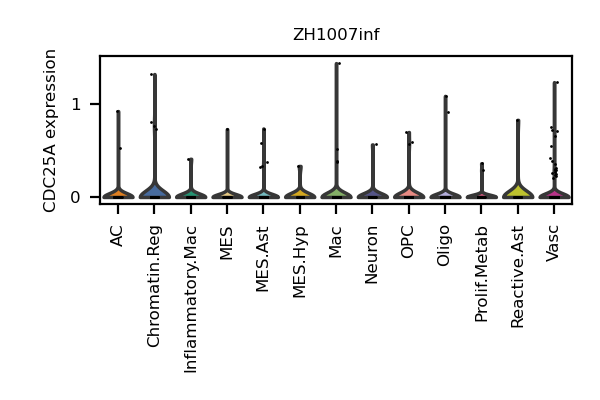 ZH1007inf
CDC25A expression
1
0
AC
Chromatin.Reg
Inflammatory.Mac
MES
MES.Ast
MES.Hyp
Mac
Neuron
OPC
Oligo
Prolif.Metab
Reactive.Ast
Vasc